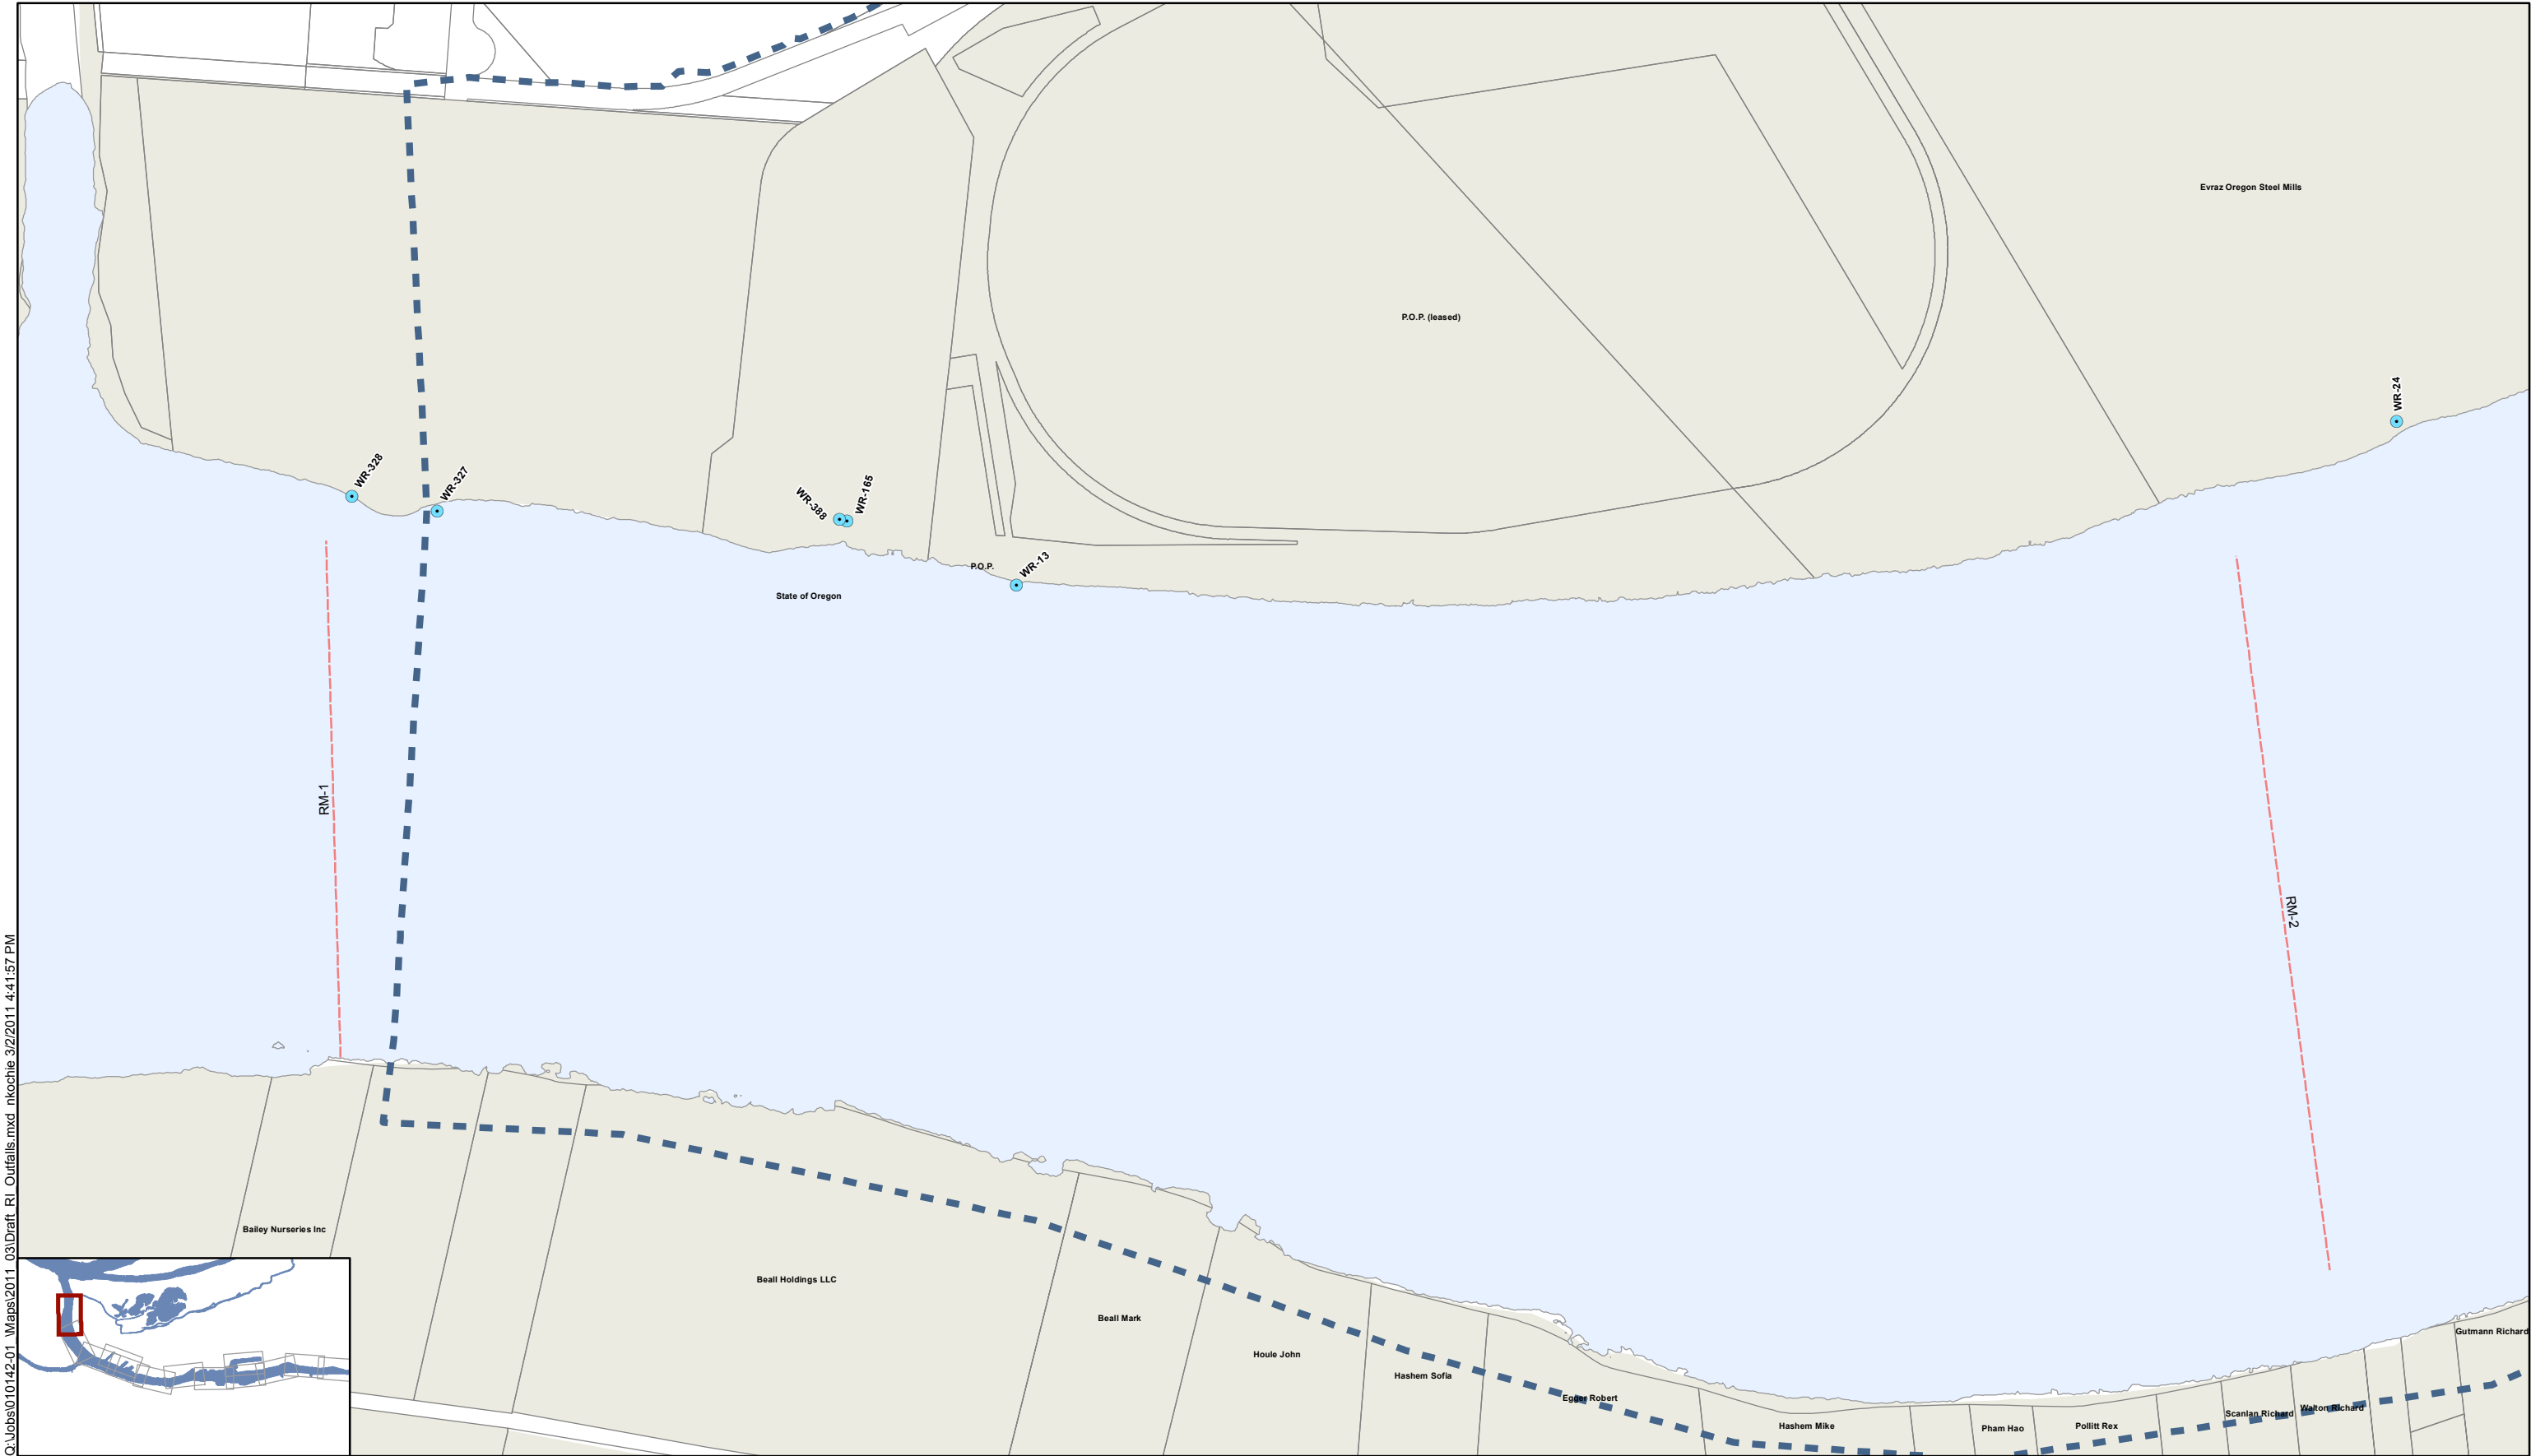 Evraz Oregon Steel Mills
P.O.P. (leased)
WR-24
WR-328
WR-327
WR-388
WR-165
WR-13
P.O.P.
State of Oregon
RM-1
RM-2
Bailey Nurseries Inc
Beall Holdings LLC
Beall Mark
Houle John
Hashem Sofia
Egger Robert
Hashem Mike
Pham Hao
Pollitt Rex
Scanlan Richard
Walton Richard
Gutmann Richard
Q:\Jobs\010142-01_\Maps\2011_03\Draft_RI_Outfalls.mxd nkochie 3/2/2011 4:41:57 PM